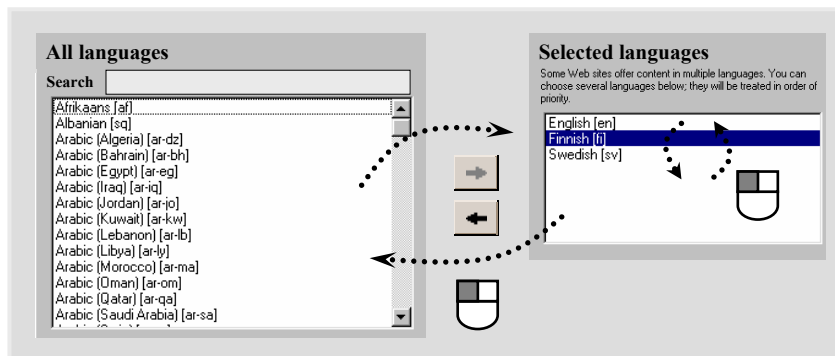 All languages
Search
Afrikaans [af]
Albanian [sq]
Arabic (Algeria) [ar-dz]
Arabic (Bahrain) [ar-bh]
Arabic (Egypt) [ar-eg]
Arabic (Iraq) [ar-iq]
Arabic (Jordan) [ar-jo]
Arabic (Kuwait) [ar-kw]
Arabic (Lebanon) [ar-lb]
Arabic (Libya) [ar-ly]
Arabic (Morocco) [ar-ma]
Arabic (Oman) [ar-om]
Arabic (Qatar) [ar-qa]
Arabic (Saudi Arabia) [ar-sa]
Selected languages
Some Web sites offer content in multiple languages. You can
choose several languages below; they will be treated in order of
priority.
English [en]
Finnish [fi]
Swedish [sv]